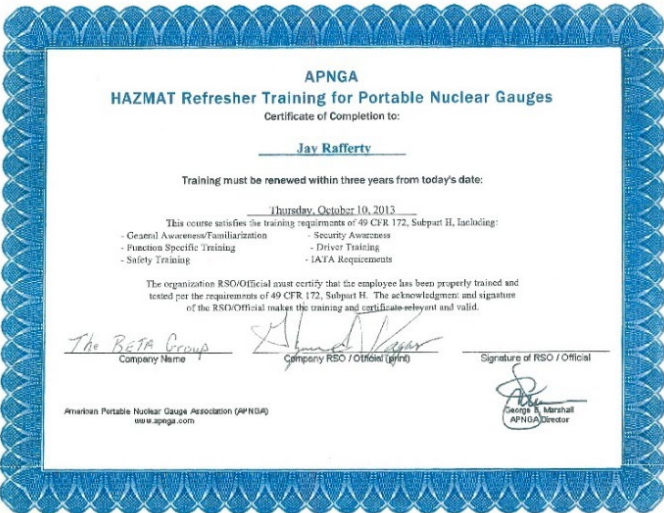 APNGA
HAZMAT Refresher Training for Portable Nuclear Gauges
Certificate of Completion to:
Jay Rafferty
Training must be renewed within three years from today's date:
Thursday, October 10, 2013
This course satisfies the training requirments of 49 CFR 172, Subpart H, Including:
- General Awareness/Familiarization
- Security Awareness
- Function Specific Training
- Driver Training
- Safety Training
- IATA Requirements
The organization RSO/Official must certify that the employee has been properly trained and
tested per the requirements of 49 CFR 172, Subpart H. The acknowledgment and signature
of the RSO/Official makes the training and certificate relevant and valid.
The BETA Group
Company Name
Company RSO / Official (print)
Signature of RSO / Official
American Portable Nuclear Gauge Association (APNGA)
www.apnga.com
George B. Marshall
APNGA Director